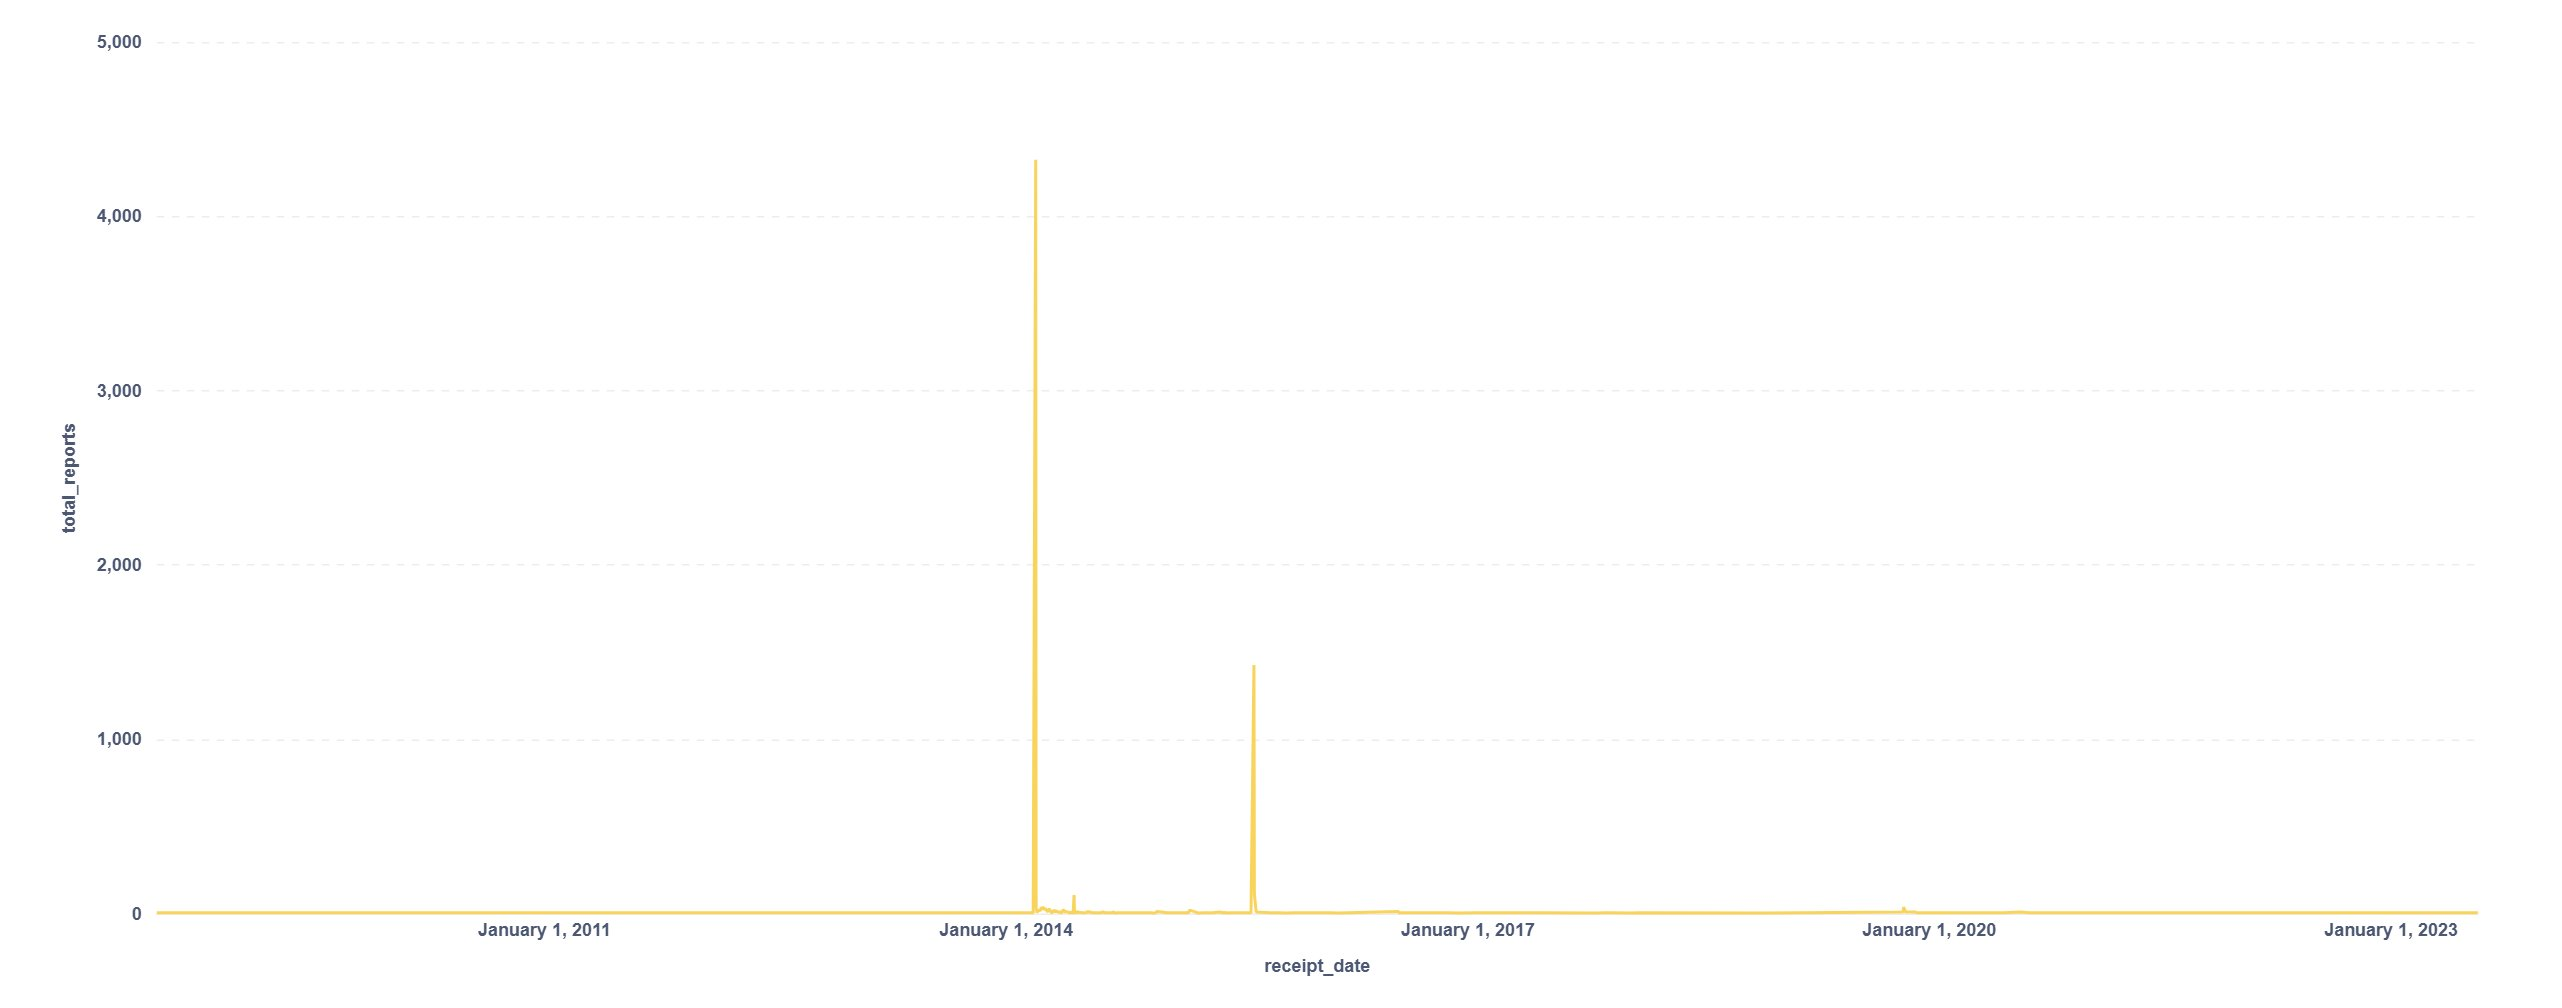 5,000
4,000
3,000
2,000
1,000
0
total_reports
January 1, 2011
January 1, 2014
January 1, 2017
January 1, 2020
January 1, 2023
receipt_date